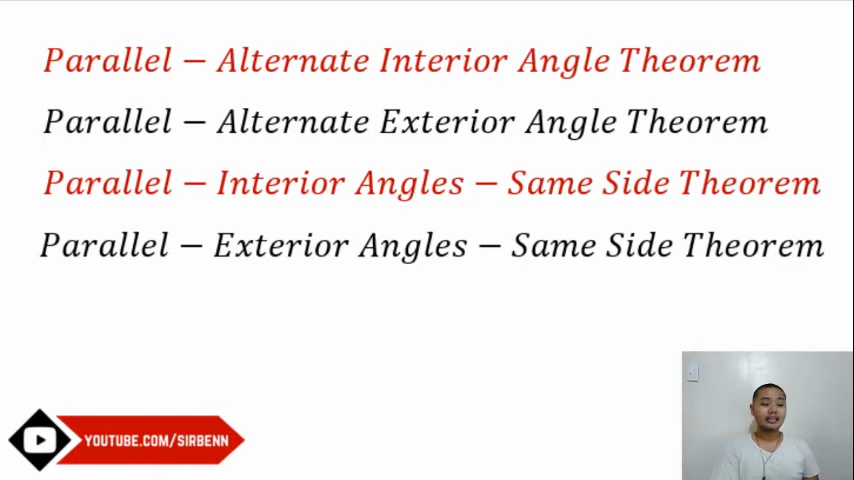 Parallel − Alternate Interior Angle Theorem
Parallel − Alternate Exterior Angle Theorem
Parallel − Interior Angles − Same Side Theorem
Parallel − Exterior Angles − Same Side Theorem
YOUTUBE.COM/SIRBENN